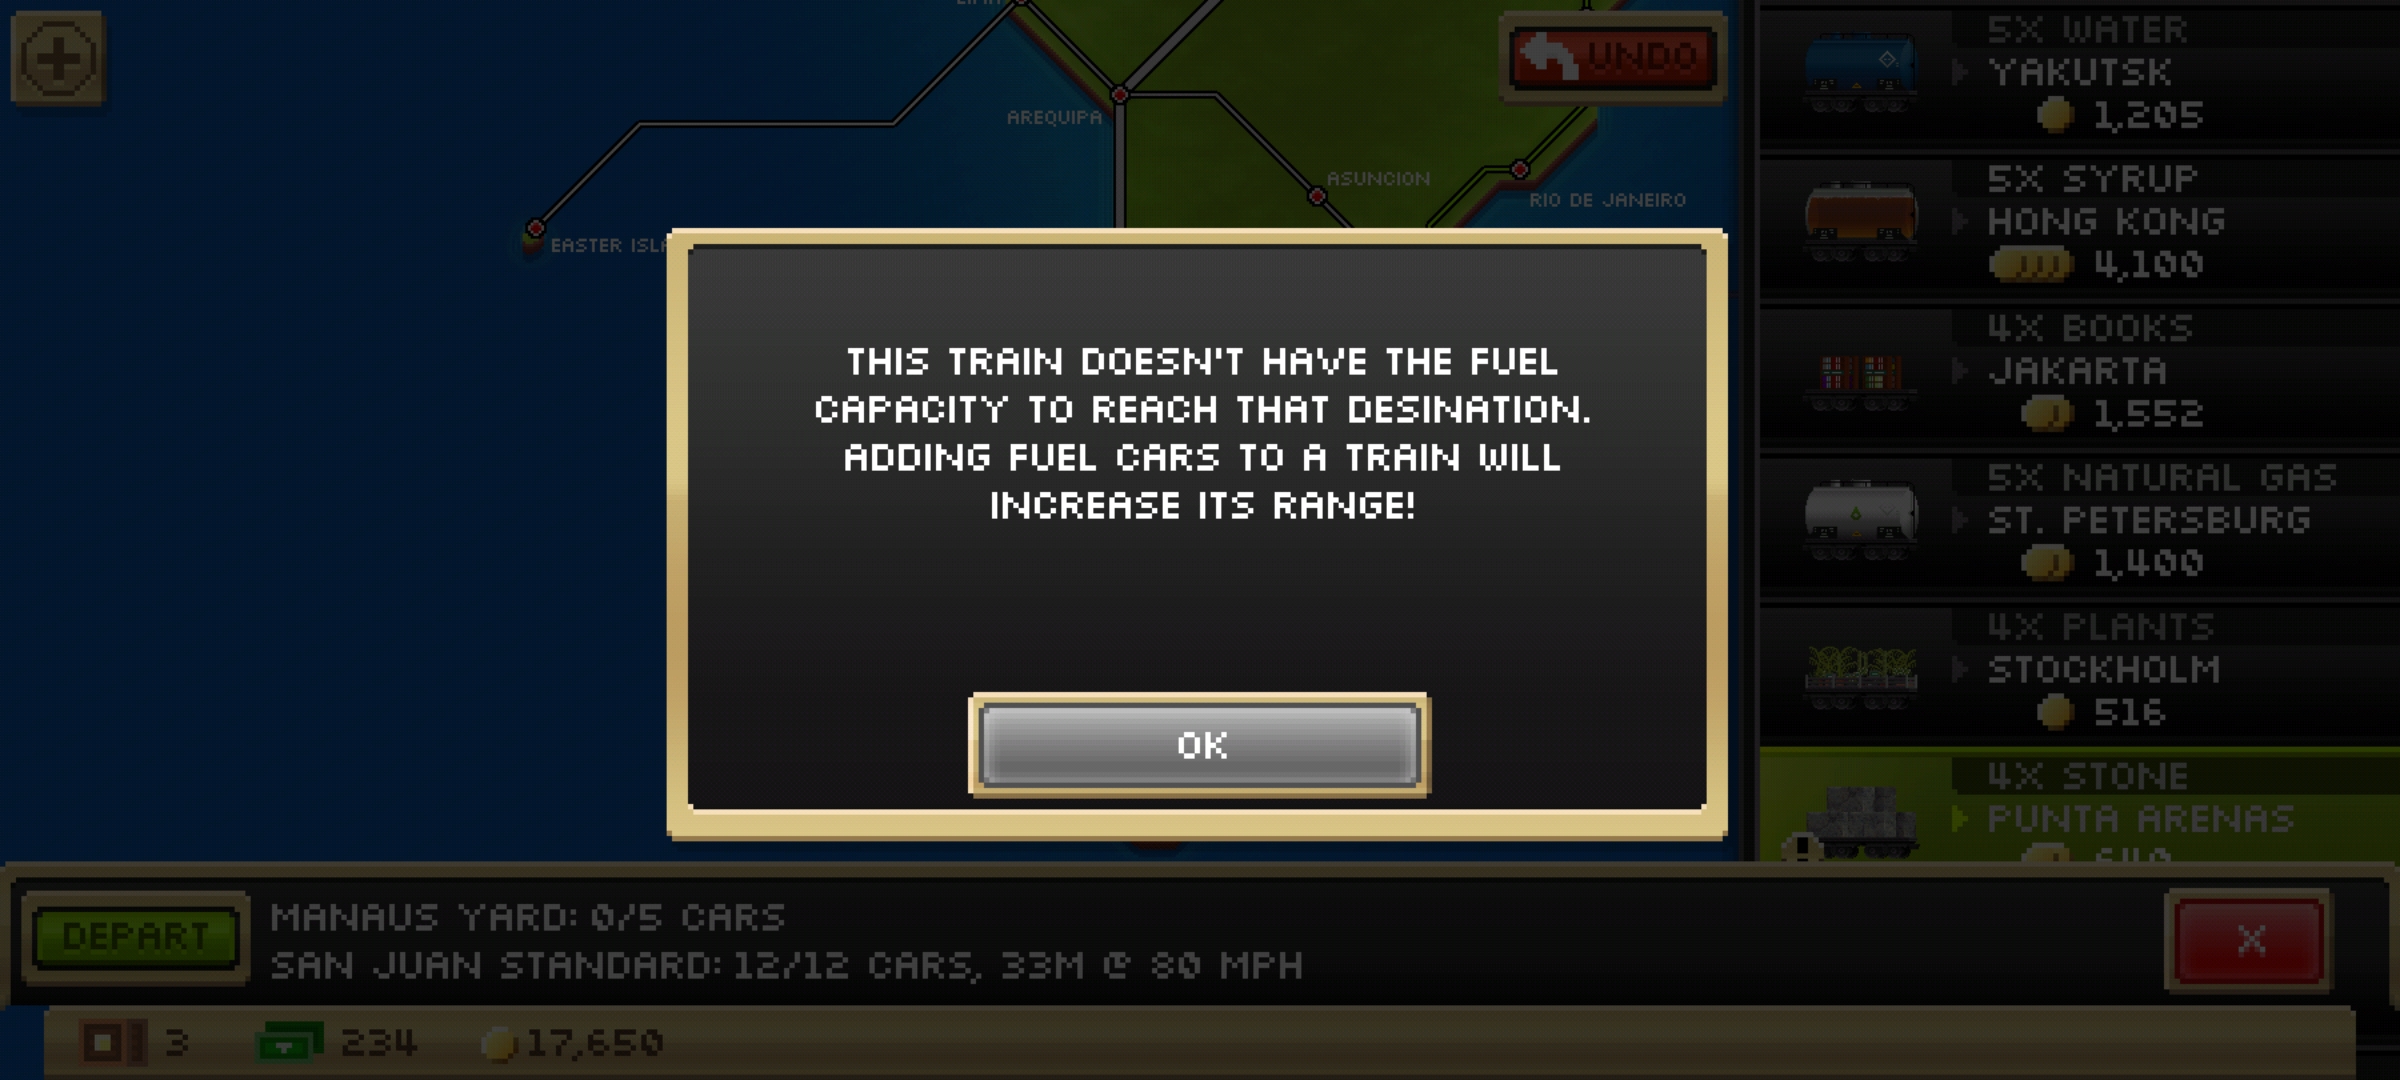 UNDO
AREQUIPA
ASUNCION
RIO DE JANEIRO
EASTER ISLA
THIS TRAIN DOESN'T HAVE THE FUEL
CAPACITY TO REACH THAT DESINATION.
ADDING FUEL CARS TO A TRAIN WILL
INCREASE ITS RANGE!
OK
5X WATER
YAKUTSK
1,205
5X SYRUP
HONG KONG
4,100
4X BOOKS
JAKARTA
1,552
5X NATURAL GAS
ST. PETERSBURG
1,400
4X PLANTS
STOCKHOLM
516
4X STONE
PUNTA ARENAS
640
DEPART
MANAUS YARD: 0/5 CARS
SAN JUAN STANDARD: 12/12 CARS, 33M @ 80 MPH
X
3
234
17,650